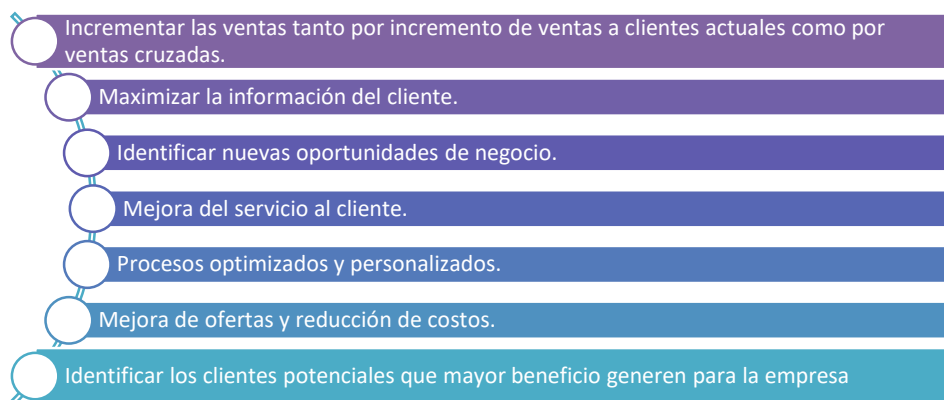 Incrementar las ventas tanto por incremento de ventas a clientes actuales como por
ventas cruzadas.
Maximizar la información del cliente.
Identificar nuevas oportunidades de negocio.
Mejora del servicio al cliente.
Procesos optimizados y personalizados.
Mejora de ofertas y reducción de costos.
Identificar los clientes potenciales que mayor beneficio generen para la empresa